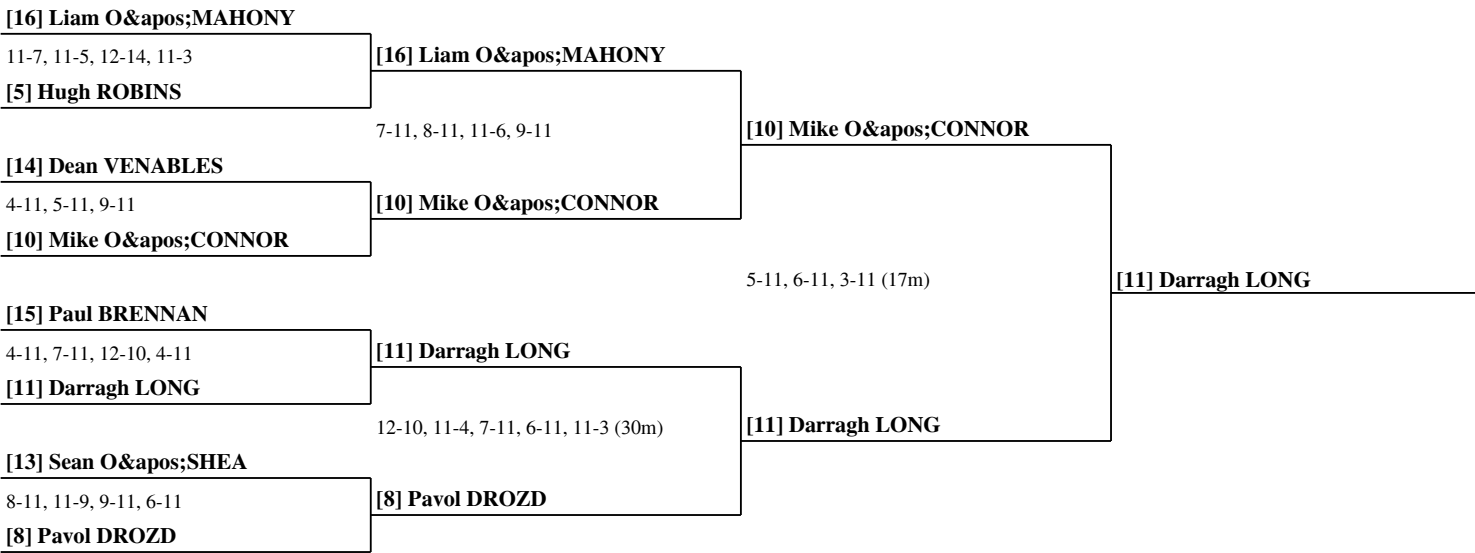 [16] Liam O&apos;MAHONY
11-7, 11-5, 12-14, 11-3
[5] Hugh ROBINS
[14] Dean VENABLES
4-11, 5-11, 9-11
[10] Mike O&apos;CONNOR
[15] Paul BRENNAN
4-11, 7-11, 12-10, 4-11
[11] Darragh LONG
[13] Sean O&apos;SHEA
8-11, 11-9, 9-11, 6-11
[8] Pavol DROZD
[16] Liam O&apos;MAHONY
7-11, 8-11, 11-6, 9-11
[10] Mike O&apos;CONNOR
[11] Darragh LONG
12-10, 11-4, 7-11, 6-11, 11-3 (30m)
[8] Pavol DROZD
[10] Mike O&apos;CONNOR
5-11, 6-11, 3-11 (17m)
[11] Darragh LONG
[11] Darragh LONG